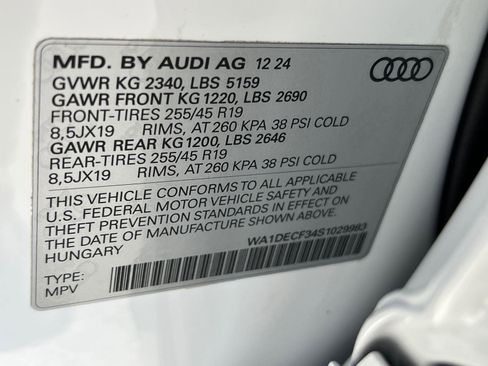 MFD. BY AUDI AG 12 24
GVWR KG 2340, LBS 5159
GAWR FRONT KG1220, LBS 2690
FRONT-TIRES 255/45 R19
8,5JX19 RIMS, AT 260 KPA 38 PSI COLD
GAWR REAR KG1200, LBS 2646
REAR-TIRES 255/45 R19
8,5JX19 RIMS, AT 260 KPA 38 PSI COLD
THIS VEHICLE CONFORMS TO ALL APPLICABLE
U.S. FEDERAL MOTOR VEHICLE SAFETY AND
THEFT PREVENTION STANDARDS IN EFFECT ON
THE DATE OF MANUFACTURE SHOWN ABOVE.
HUNGARY
WA1DECF34S1029983
TYPE:
MPV